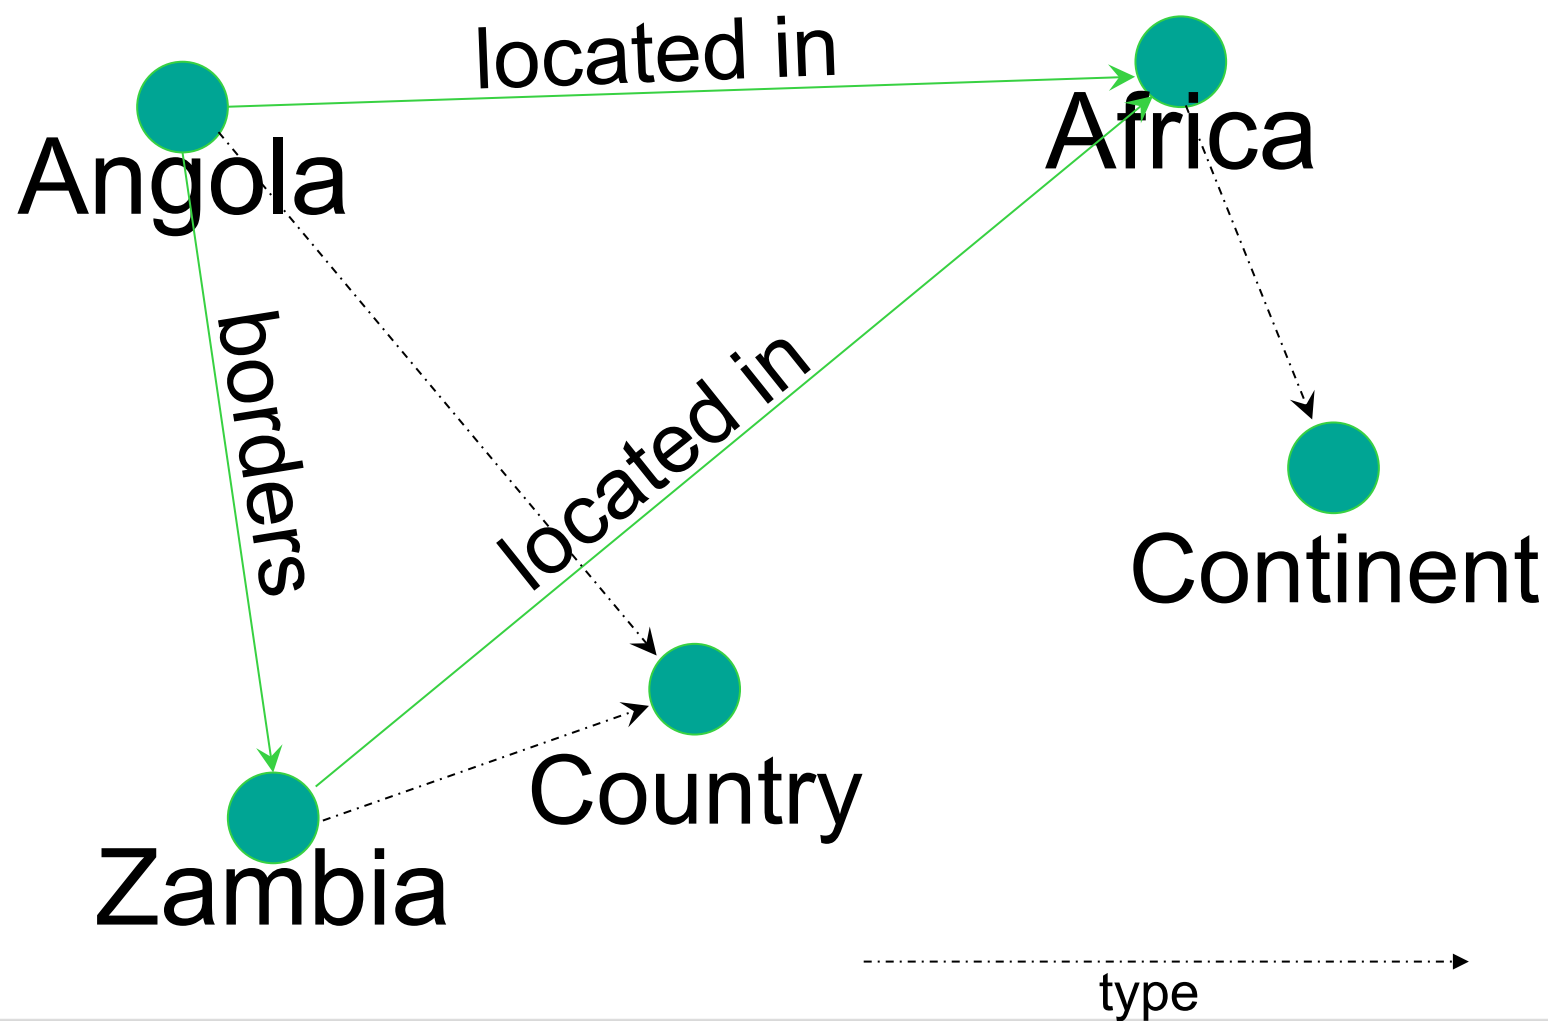 located in
Africa
Angola
borders
located in
Continent
Country
Zambia
type